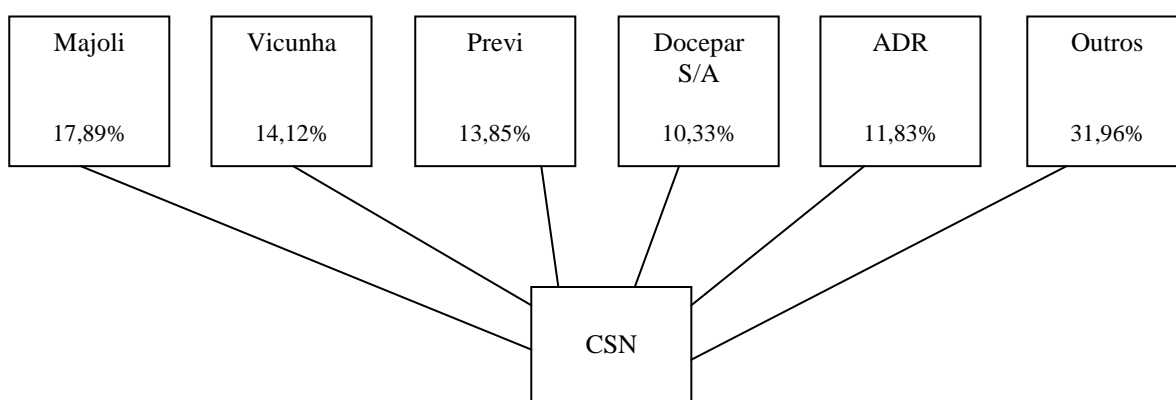 Majoli
17,89%
Vicunha
14,12%
Previ
13,85%
Docepar
S/A
10,33%
ADR
11,83%
Outros
31,96%
CSN